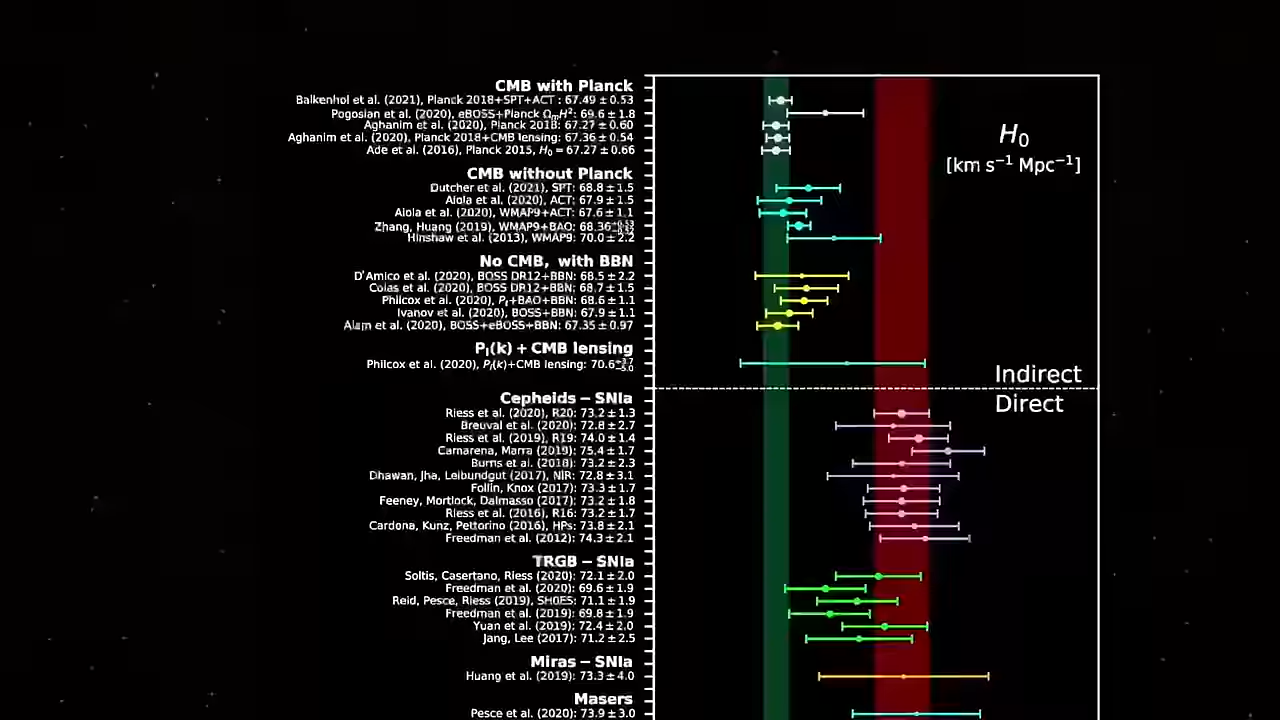 CMB with Planck
Balkenhol et al. (2021), Planck 2018+SPT+ACT : 67.49 ± 0.53
Pogosian et al. (2020), eBOSS+Planck Ω_mH²: 69.6 ± 1.8
Aghanim et al. (2020), Planck 2018: 67.27 ± 0.60
Aghanim et al. (2020), Planck 2018+CMB lensing: 67.36 ± 0.54
Ade et al. (2016), Planck 2015, H₀ = 67.27 ± 0.66
H₀
[km s⁻¹ Mpc⁻¹]
CMB without Planck
Dutcher et al. (2021), SPT: 68.8 ± 1.5
Aiola et al. (2020), ACT: 67.9 ± 1.5
Aiola et al. (2020), WMAP9+ACT: 67.6 ± 1.1
Zhang, Huang (2019), WMAP9+BAO: 68.36
Hinshaw et al. (2013), WMAP9: 70.0 ± 2.2
No CMB, with BBN
D'Amico et al. (2020), BOSS DR12+BBN: 68.5 ± 2.2
Colas et al. (2020), BOSS DR12+BBN: 68.7 ± 1.5
Philcox et al. (2020), Pₗ+BAO+BBN: 68.6 ± 1.1
Ivanov et al. (2020), BOSS+BBN: 67.9 ± 1.1
Alam et al. (2020), BOSS+eBOSS+BBN: 67.35 ± 0.97
Pₗ(k) + CMB lensing
Philcox et al. (2020), Pₗ(k)+CMB lensing: 70.6
Indirect
Direct
Cepheids − SNIa
Riess et al. (2020), R20: 73.2 ± 1.3
Breuval et al. (2020): 72.8 ± 2.7
Riess et al. (2019), R19: 74.0 ± 1.4
Camarena, Marra (2019): 75.4 ± 1.7
Burns et al. (2018): 73.2 ± 2.3
Dhawan, Jha, Leibundgut (2017), NIR: 72.8 ± 3.1
Follin, Knox (2017): 73.3 ± 1.7
Feeney, Mortlock, Dalmasso (2017): 73.2 ± 1.8
Riess et al. (2016), R16: 73.2 ± 1.7
Cardona, Kunz, Pettorino (2016), HPs: 73.8 ± 2.1
Freedman et al. (2012): 74.3 ± 2.1
TRGB − SNIa
Soltis, Casertano, Riess (2020): 72.1 ± 2.0
Freedman et al. (2020): 69.6 ± 1.9
Reid, Pesce, Riess (2019), SH0ES: 71.1 ± 1.9
Freedman et al. (2019): 69.8 ± 1.9
Yuan et al. (2019): 72.4 ± 2.0
Jang, Lee (2017): 71.2 ± 2.5
Miras − SNIa
Huang et al. (2019): 73.3 ± 4.0
Masers
Pesce et al. (2020): 73.9 ± 3.0